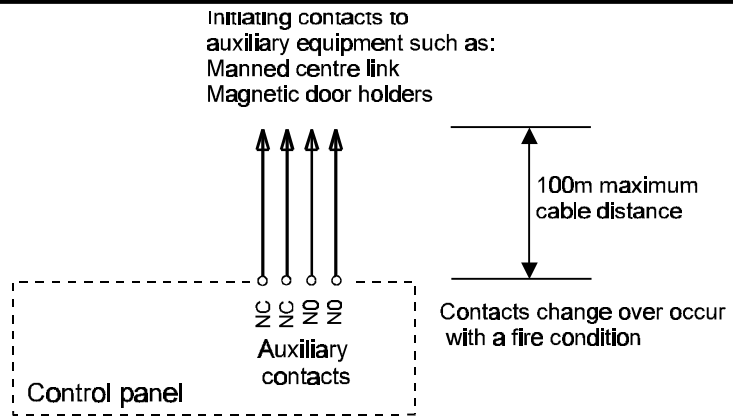 Initiating contacts to
auxiliary equipment such as:
Manned centre link
Magnetic door holders
100m maximum
cable distance
NC
NC
NO
NO
Contacts change over occur
with a fire condition
Auxiliary
contacts
Control panel